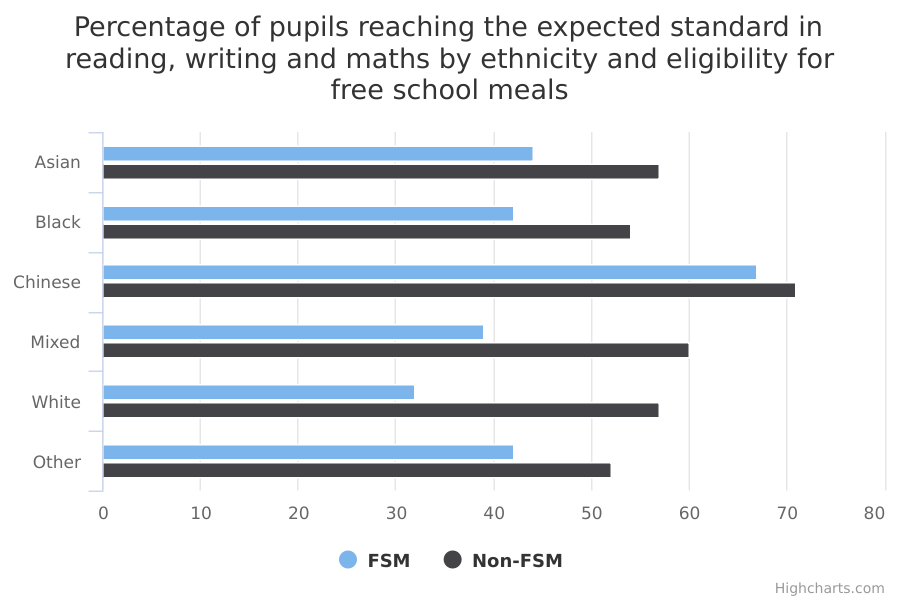 Percentage of pupils reaching the expected standard in
reading, writing and maths by ethnicity and eligibility for
free school meals
Asian
Black
Chinese
Mixed
White
Other
0 10 20 30 40 50 60 70 80
FSM Non-FSM
Highcharts.com